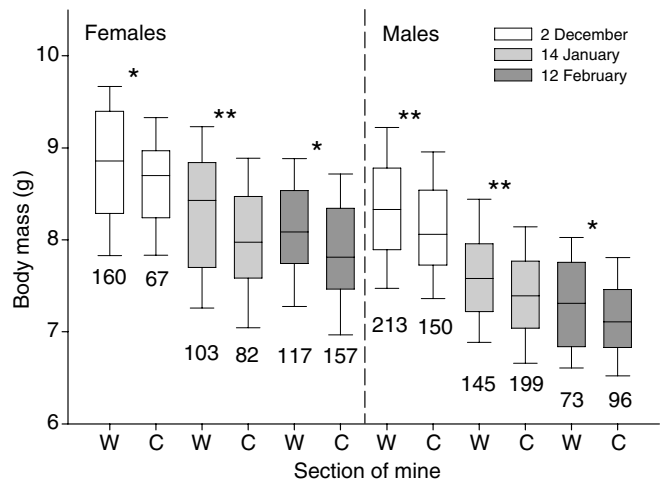 Females
Males
2 December
14 January
12 February
10
9
8
7
6
Body mass (g)
* ** * ** ** *
160 67 103 82 117 157 213 150 145 199 73 96
W C W C W C W C W C W C
Section of mine